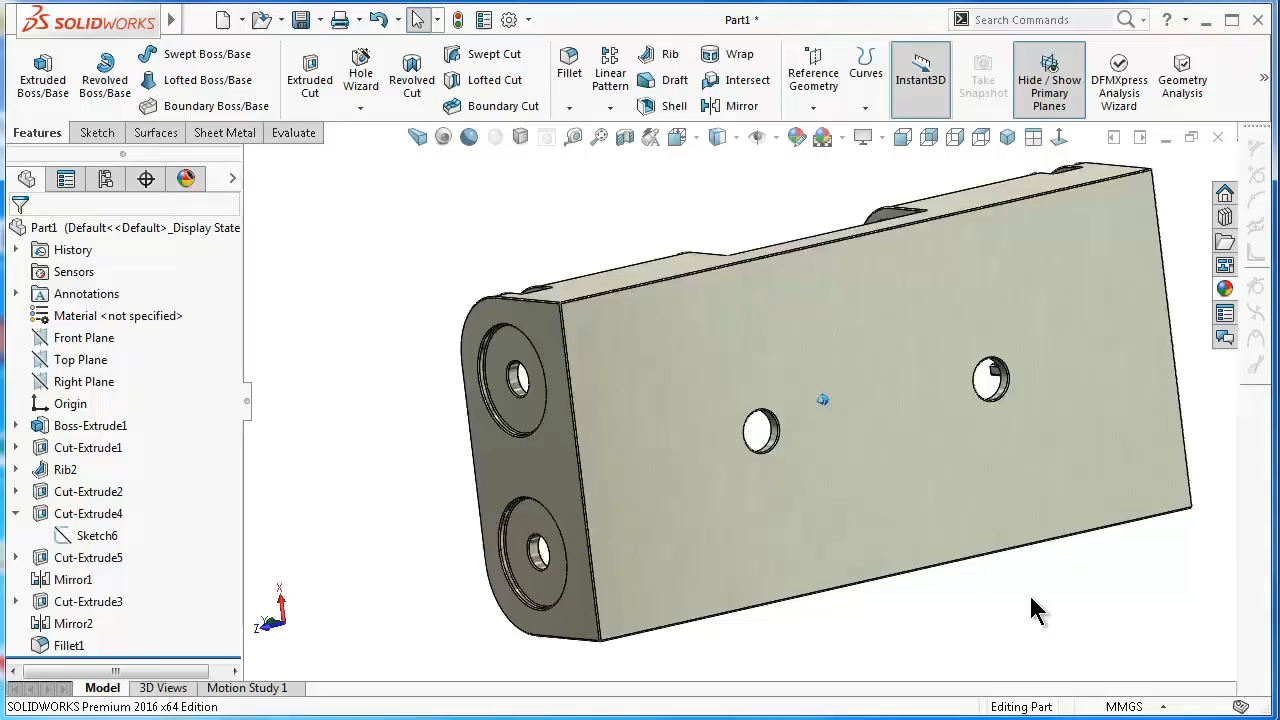 SOLIDWORKS
Part1 *
Search Commands
Extruded Boss/Base
Revolved Boss/Base
Swept Boss/Base
Lofted Boss/Base
Boundary Boss/Base
Extruded Cut
Hole Wizard
Revolved Cut
Swept Cut
Lofted Cut
Boundary Cut
Fillet
Linear Pattern
Rib
Draft
Shell
Wrap
Intersect
Mirror
Reference Geometry
Curves
Instant3D
Take Snapshot
Hide / Show Primary Planes
DFMXpress Analysis Wizard
Geometry Analysis
Features
Sketch
Surfaces
Sheet Metal
Evaluate
Part1 (Default<<Default>_Display State
History
Sensors
Annotations
Material <not specified>
Front Plane
Top Plane
Right Plane
Origin
Boss-Extrude1
Cut-Extrude1
Rib2
Cut-Extrude2
Cut-Extrude4
Sketch6
Cut-Extrude5
Mirror1
Cut-Extrude3
Mirror2
Fillet1
X
Y
Z
Model
3D Views
Motion Study 1
SOLIDWORKS Premium 2016 x64 Edition
Editing Part
MMGS